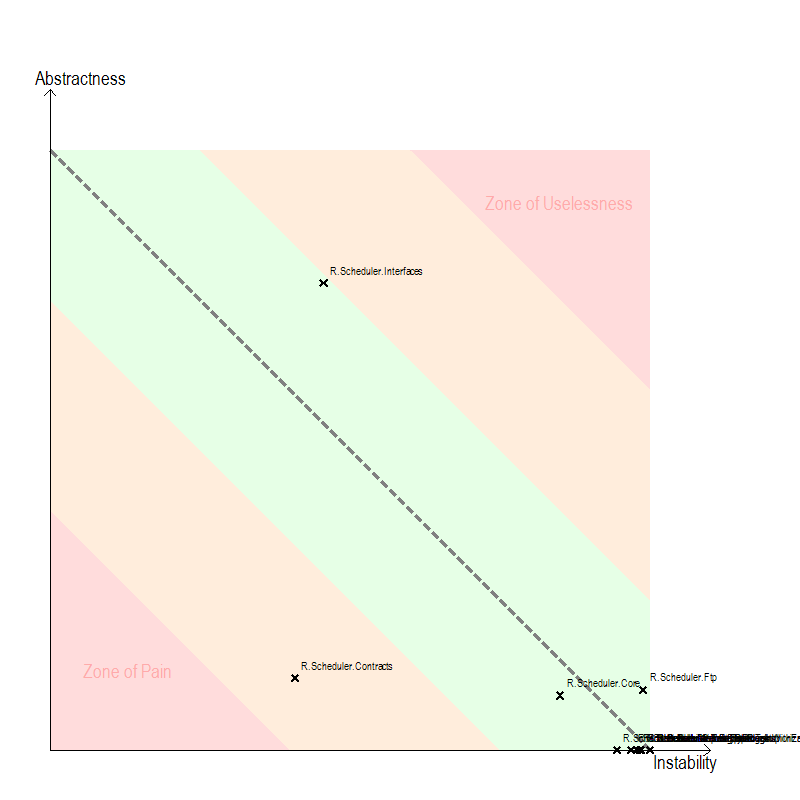 Abstractness
Zone of Uselessness
R.Scheduler.Interfaces
Zone of Pain
R.Scheduler.Contracts
R.Scheduler.Core
R.Scheduler.Ftp
Instability